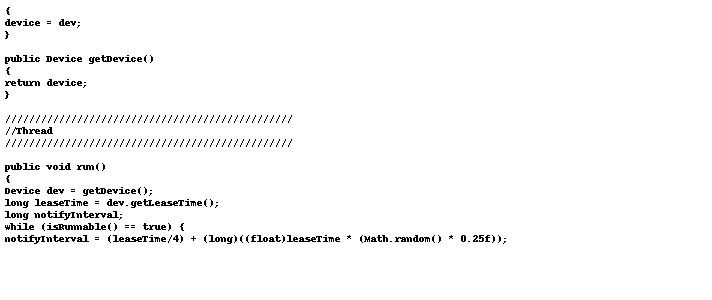 {
device = dev;
}
public Device getDevice()
{
return device;
}
////////////////////////////////////////////////
//Thread
////////////////////////////////////////////////
public void run()
{
Device dev = getDevice();
long leaseTime = dev.getLeaseTime();
long notifyInterval;
while (isRunnable() == true) {
notifyInterval = (leaseTime/4) + (long)((float)leaseTime * (Math.random() * 0.25f));